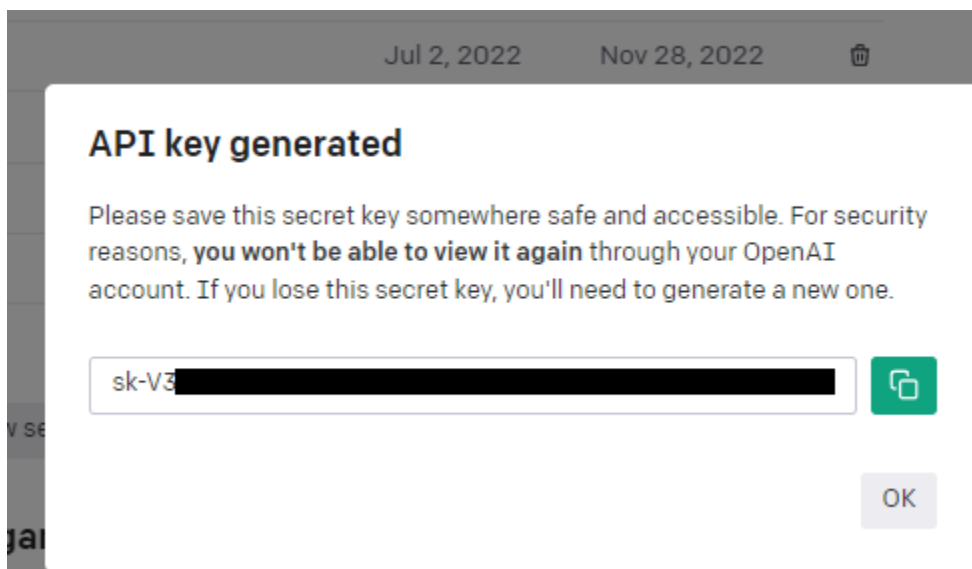 Jul 2, 2022 Nov 28, 2022
API key generated
Please save this secret key somewhere safe and accessible. For security
reasons, you won't be able to view it again through your OpenAI
account. If you lose this secret key, you'll need to generate a new one.
sk-V3
OK